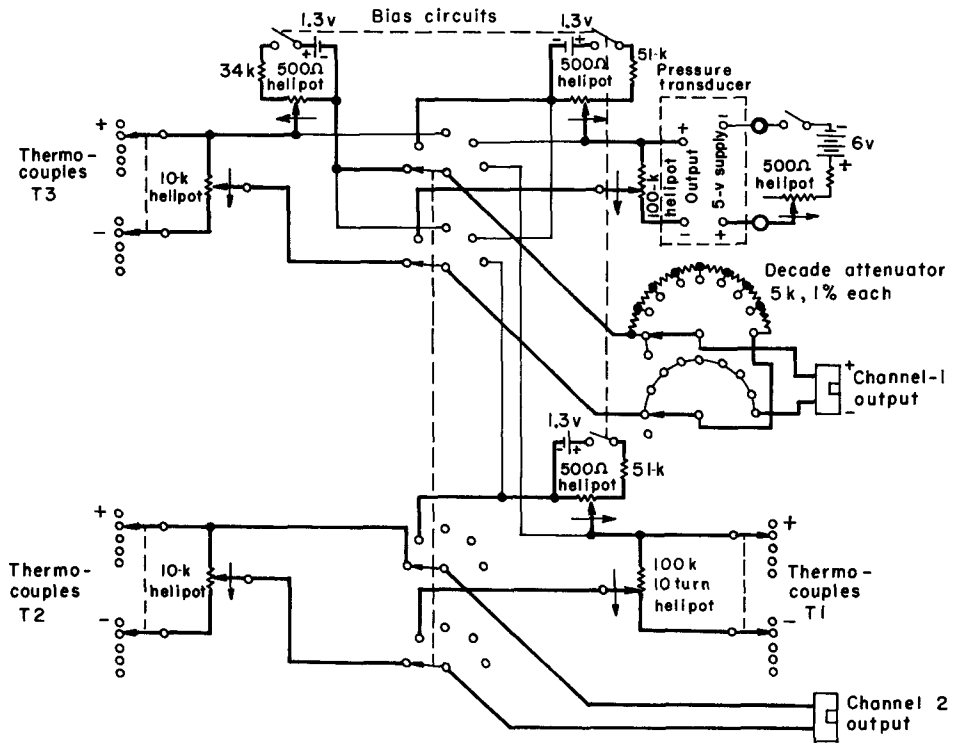 Bias circuits
1.3v
1.3v
+ -
- +
34k
500Ω
helipot
500Ω
helipot
51-k
Pressure
transducer
+
Output
-
-
5-v supply
+
-
6v
+
500Ω
helipot
100-k
helipot
+
Thermo-
couples
T3
-
10-k
helipot
Decade attenuator
5k, 1% each
+
Channel-1
output
-
1.3v
- +
500Ω
helipot
51-k
+
Thermo-
couples
T2
-
10-k
helipot
100k
10 turn
helipot
+
Thermo-
couples
T1
-
Channel 2
output